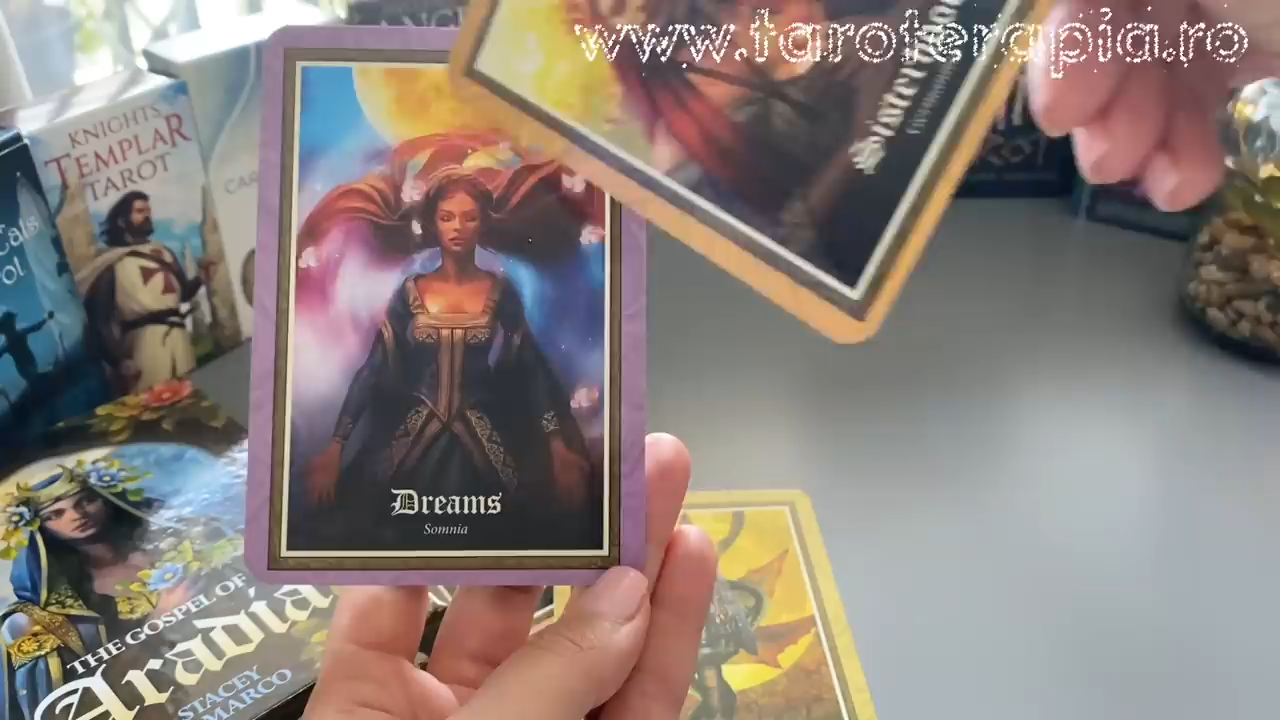 www.taroterapia.ro
KNIGHTS
TEMPLAR
TAROT
Dreams
Somnia
THE GOSPEL OF
Aradia
STACEY
MARCO